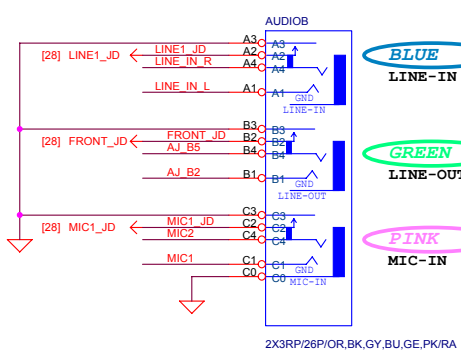 AUDIOB
A3 A3
[28] LINE1_JD LINE1_JD A2 A2 BLUE
LINE_IN_R A4 A4 LINE-IN
LINE_IN_L A1 A1 GND
LINE-IN
B3 B3
[28] FRONT_JD FRONT_JD B2 B2 GREEN
AJ_B5 B4 B4
AJ_B2 B1 B1 GND LINE-OUT
LINE-OUT
C3 C3
[28] MIC1_JD MIC1_JD C2 C2 PINK
MIC2 C4 C4
MIC-IN
MIC1 C1 C1 GND
C0 C0 MIC-IN
2X3RP/26P/OR,BK,GY,BU,GE,PK/RA